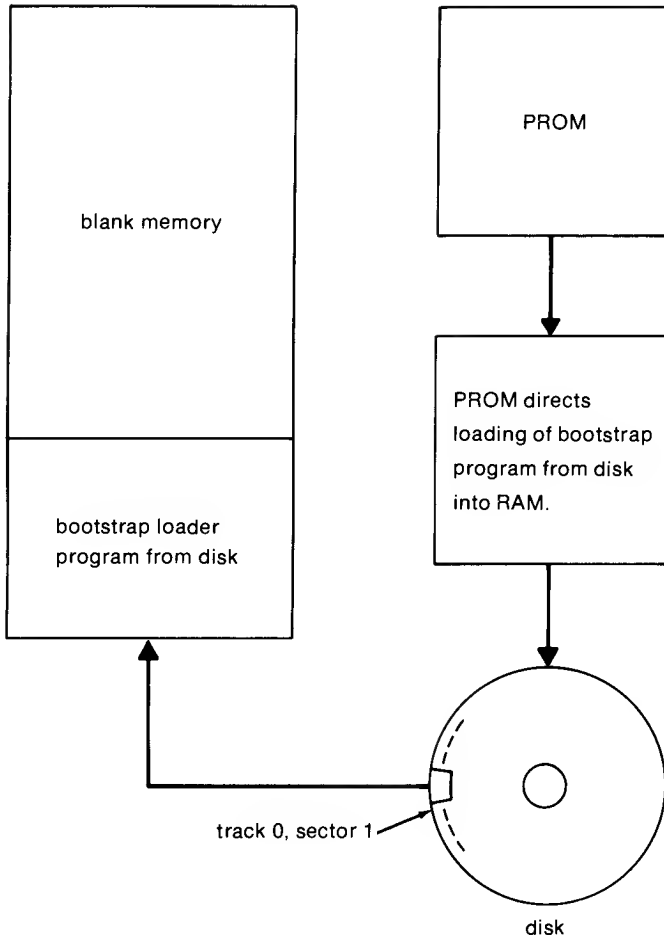 PROM
blank memory
PROM directs
loading of bootstrap
program from disk
into RAM.
bootstrap loader
program from disk
track 0, sector 1
disk